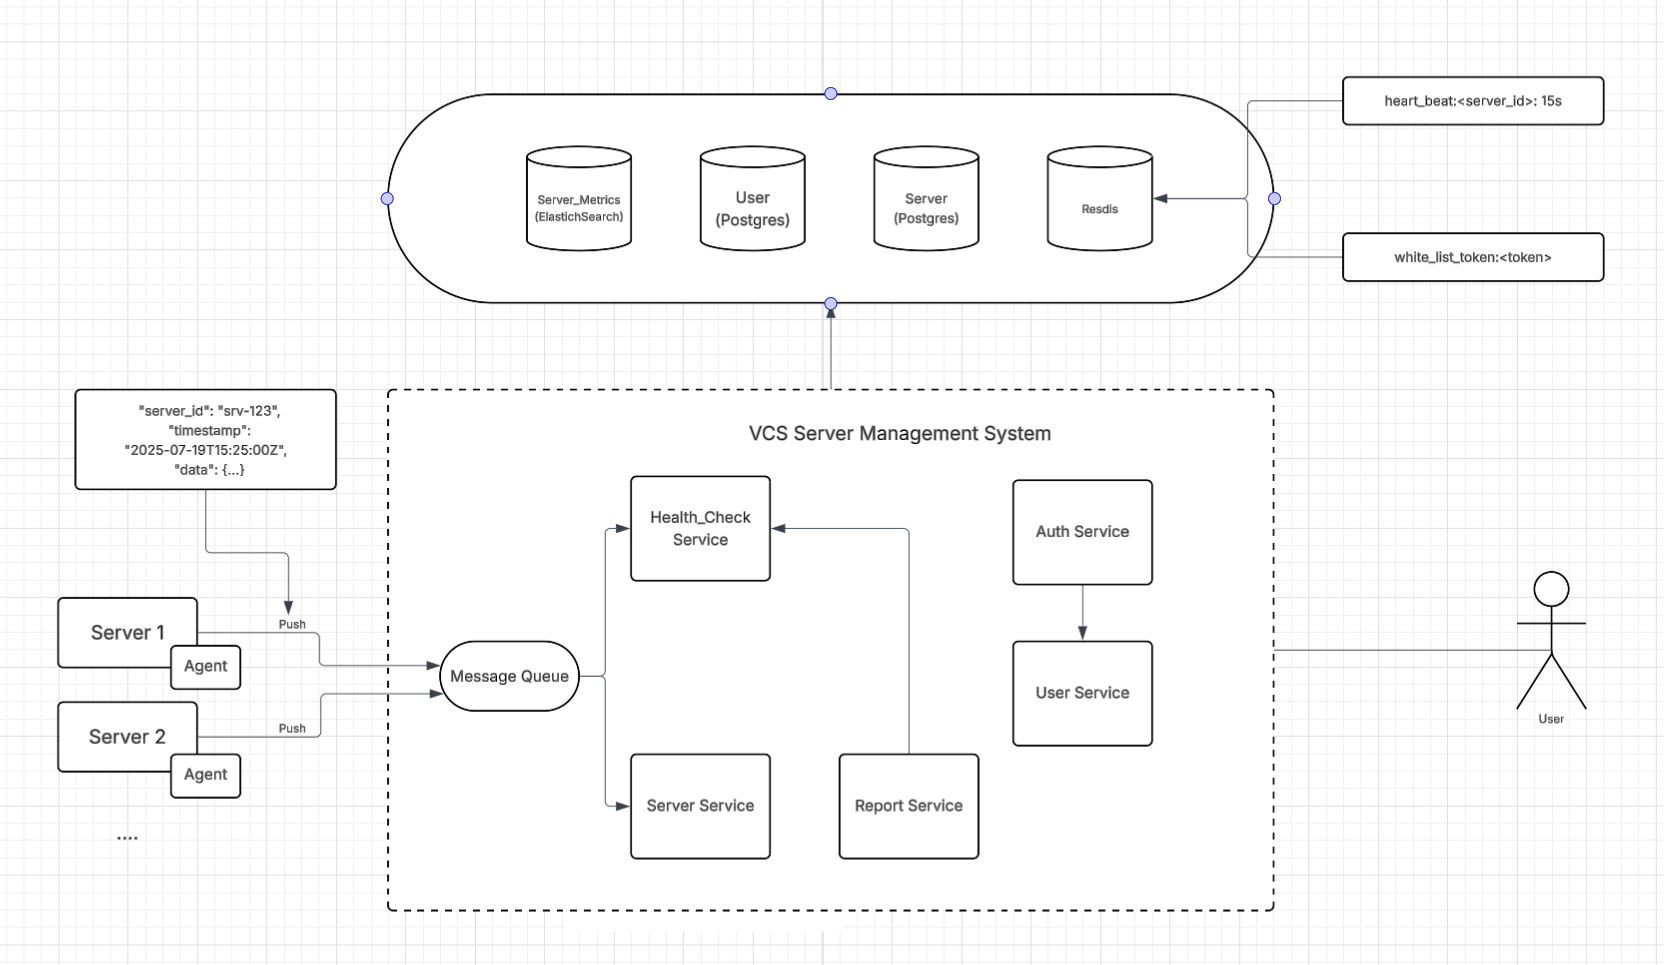 heart_beat:<server_id>: 15s
Server_Metrics
(ElastichSearch)
User
(Postgres)
Server
(Postgres)
Resdis
white_list_token:<token>
"server_id": "srv-123",
"timestamp":
"2025-07-19T15:25:00Z",
"data": {...}
VCS Server Management System
Health_Check
Service
Auth Service
Server 1
Push
Agent
Message Queue
User Service
Server 2
Push
Agent
Server Service
Report Service
User
....